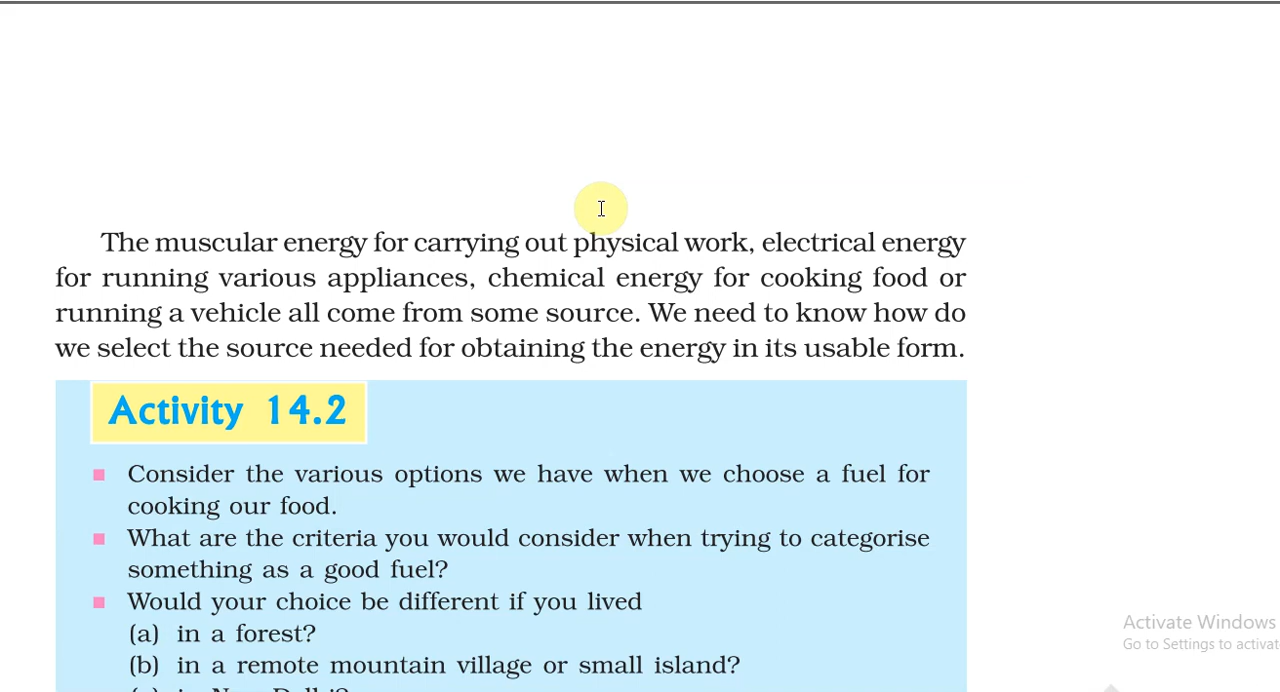 The muscular energy for carrying out physical work, electrical energy
for running various appliances, chemical energy for cooking food or
running a vehicle all come from some source. We need to know how do
we select the source needed for obtaining the energy in its usable form.
Activity 14.2
Consider the various options we have when we choose a fuel for
cooking our food.
What are the criteria you would consider when trying to categorise
something as a good fuel?
Would your choice be different if you lived
(a) in a forest?
(b) in a remote mountain village or small island?
(c) in New Delhi?
Activate Windows
Go to Settings to activat